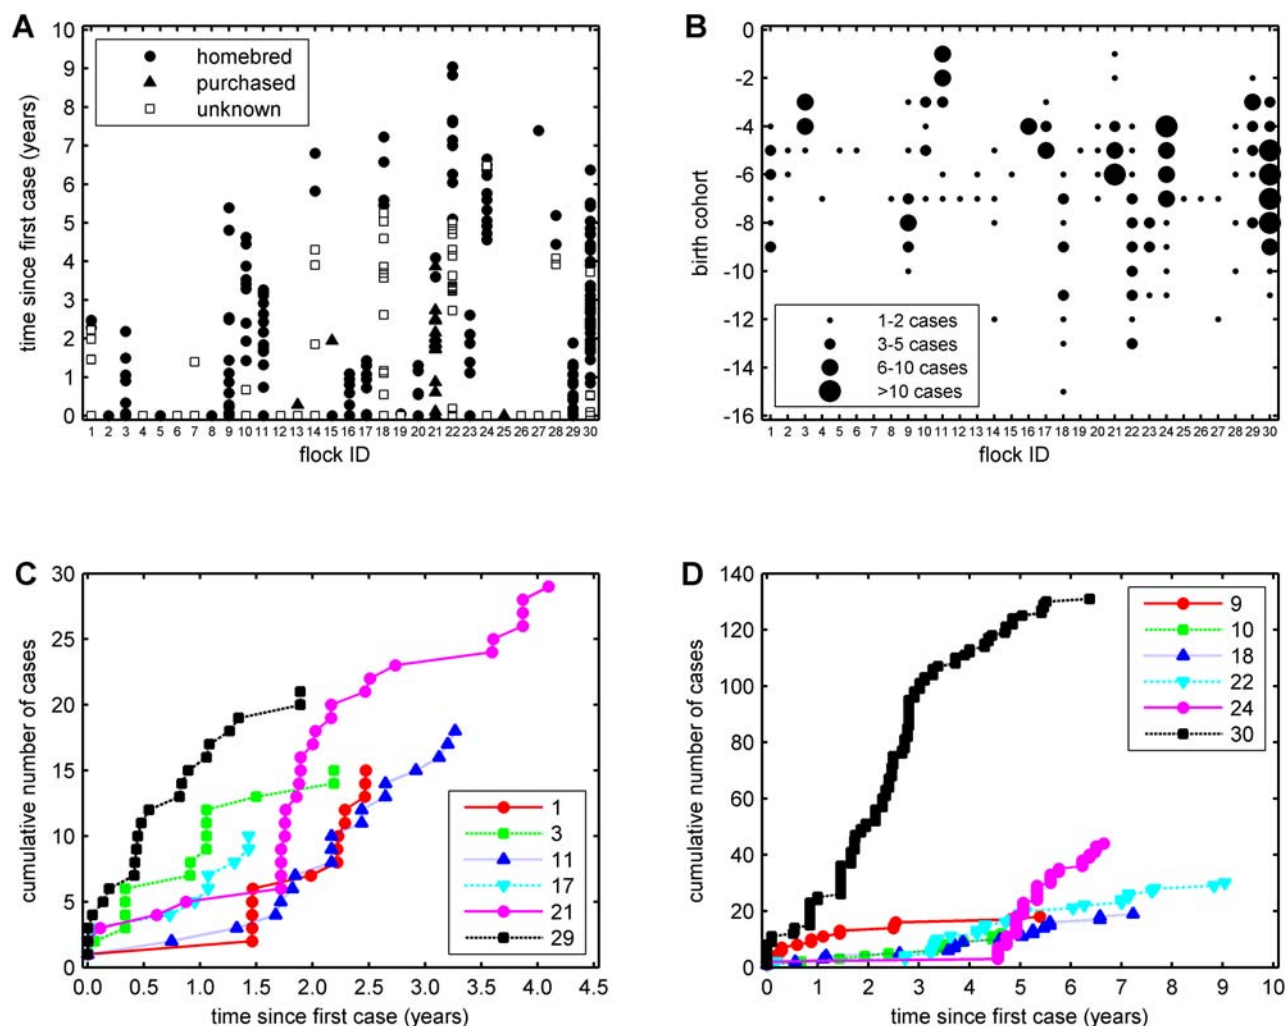 A
10
9
8
7
6
5
4
3
2
1
0
time since first case (years)
homebred
purchased
unknown
1 2 3 4 5 6 7 8 9 10 11 12 13 14 15 16 17 18 19 20 21 22 23 24 25 26 27 28 29 30
flock ID
B
0
-2
-4
-6
-8
-10
-12
-14
-16
birth cohort
1-2 cases
3-5 cases
6-10 cases
>10 cases
1 2 3 4 5 6 7 8 9 10 11 12 13 14 15 16 17 18 19 20 21 22 23 24 25 26 27 28 29 30
flock ID
C
30
25
20
15
10
5
0
cumulative number of cases
1
3
11
17
21
29
0.0 0.5 1.0 1.5 2.0 2.5 3.0 3.5 4.0 4.5
time since first case (years)
D
140
120
100
80
60
40
20
0
cumulative number of cases
9
10
18
22
24
30
0 1 2 3 4 5 6 7 8 9 10
time since first case (years)